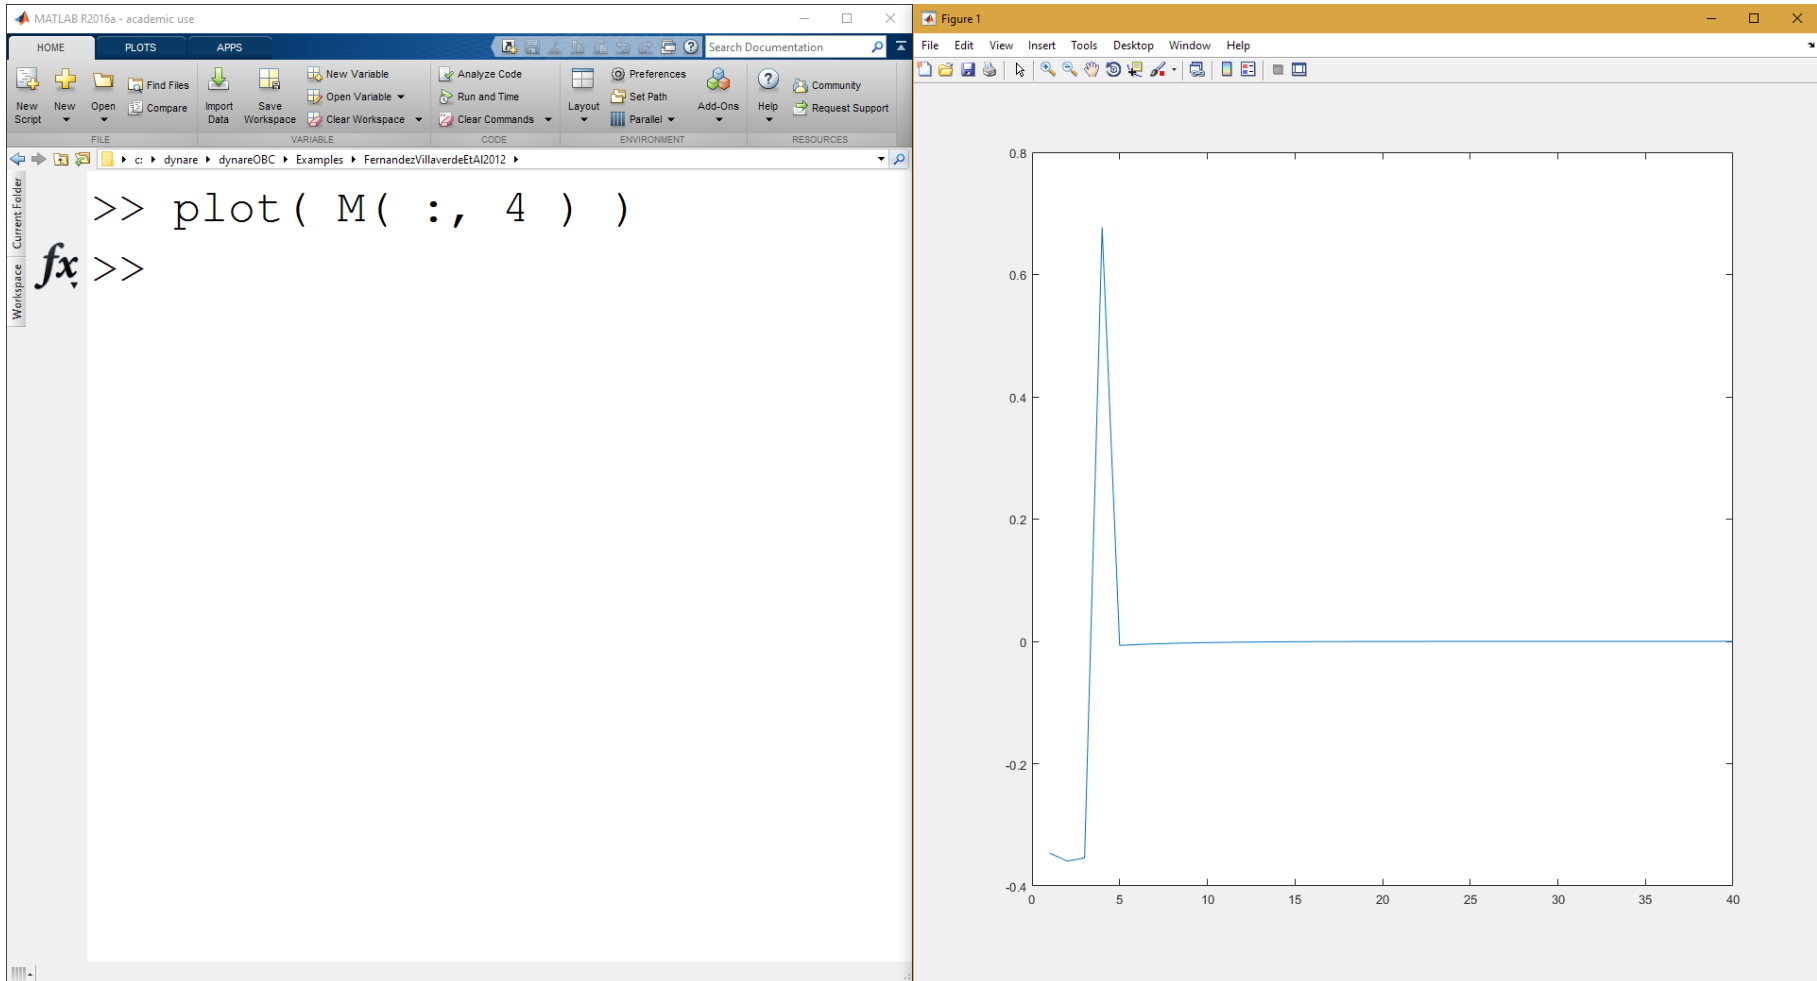 MATLAB R2016a - academic use
HOME PLOTS APPS
Search Documentation
New Script
New
Open
Find Files
Compare
FILE
Import Data
Save Workspace
New Variable
Open Variable
Clear Workspace
VARIABLE
Analyze Code
Run and Time
Clear Commands
CODE
Layout
Preferences
Set Path
Parallel
Add-Ons
ENVIRONMENT
Help
Community
Request Support
RESOURCES
c: dynare dynareOBC Examples FernandezVillaverdeEtAl2012
Current Folder
Workspace
>> plot( M( :, 4 ) )
fx >>
Figure 1
File Edit View Insert Tools Desktop Window Help
0.8
0.6
0.4
0.2
0
-0.2
-0.4
0 5 10 15 20 25 30 35 40